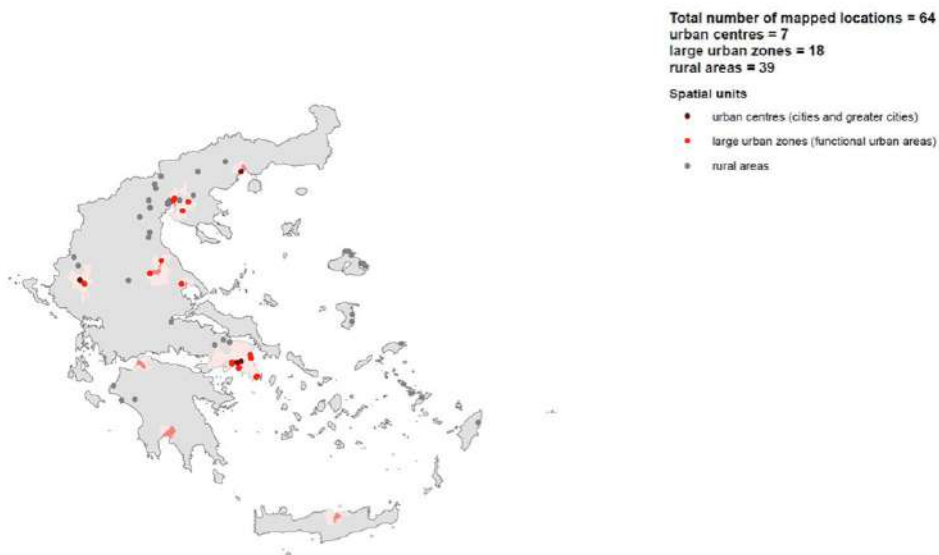 Total number of mapped locations = 64
urban centres = 7
large urban zones = 18
rural areas = 39
Spatial units
urban centres (cities and greater cities)
large urban zones (functional urban areas)
rural areas